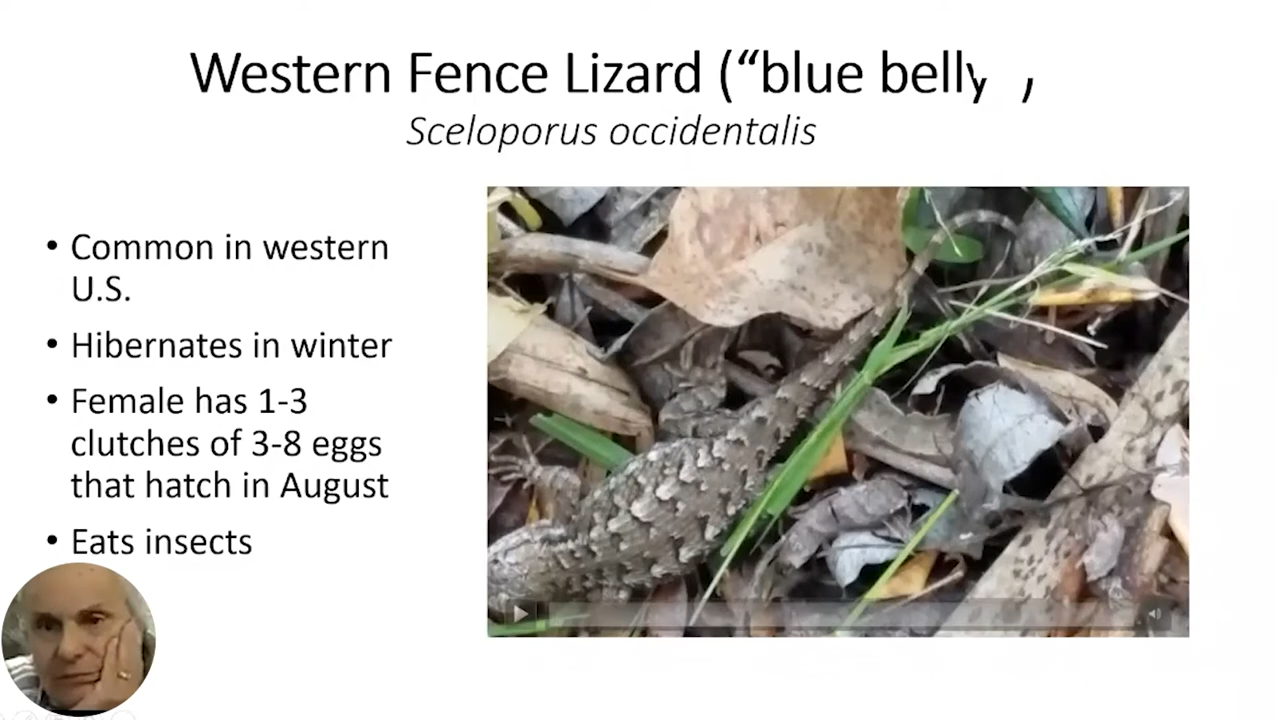 Western Fence Lizard (“blue belly ,
Sceloporus occidentalis
• Common in western
U.S.
• Hibernates in winter
• Female has 1-3
clutches of 3-8 eggs
that hatch in August
• Eats insects